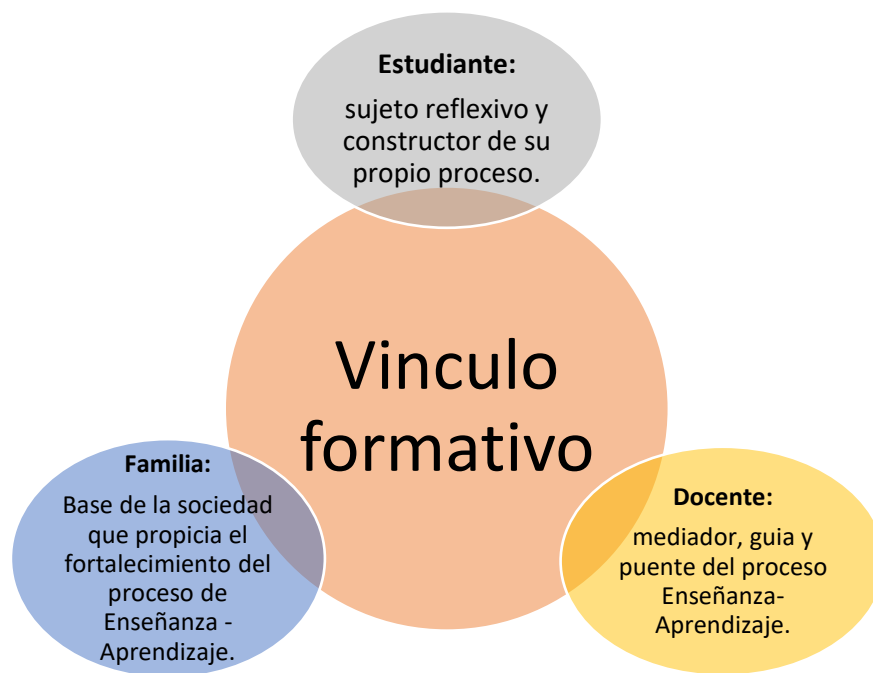 Estudiante:
sujeto reflexivo y
constructor de su
propio proceso.
Vinculo
formativo
Familia:
Base de la sociedad
que propicia el
fortalecimiento del
proceso de
Enseñanza -
Aprendizaje.
Docente:
mediador, guia y
puente del proceso
Enseñanza-
Aprendizaje.